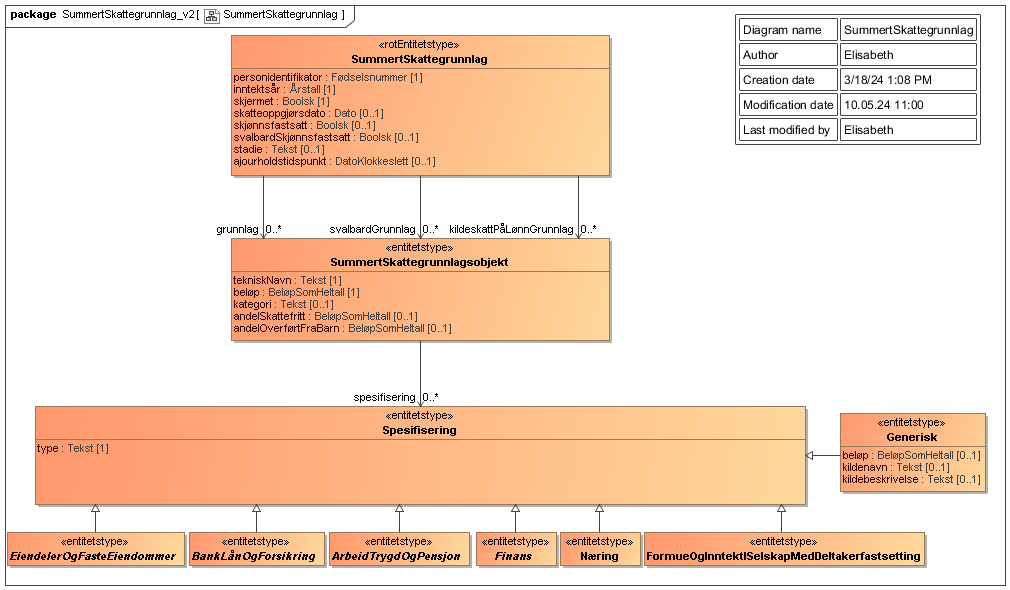 package SummertSkattegrunnlag_v2[ SummertSkattegrunnlag ]
Diagram name SummertSkattegrunnlag
Author Elisabeth
Creation date 3/18/24 1:08 PM
Modification date 10.05.24 11:00
Last modified by Elisabeth
«rotEntitetstype»
SummertSkattegrunnlag
personidentifikator : Fødselsnummer [1]
inntektsår : Årstall [1]
skjermet : Boolsk [1]
skatteoppgjørsdato : Dato [0..1]
skjønnsfastsatt : Boolsk [0..1]
svalbardSkjønnsfastsatt : Boolsk [0..1]
stadie : Tekst [0..1]
ajourholdstidspunkt : DatoKlokkeslett [0..1]
grunnlag 0..* svalbardGrunnlag 0..* kildeskattPåLønnGrunnlag 0..*
«entitetstype»
SummertSkattegrunnlagsobjekt
tekniskNavn : Tekst [1]
beløp : BeløpSomHeltall [1]
kategori : Tekst [0..1]
andelSkattefritt : BeløpSomHeltall [0..1]
andelOverførtFraBarn : BeløpSomHeltall [0..1]
spesifisering 0..*
«entitetstype»
Spesifisering
type : Tekst [1]
«entitetstype»
Generisk
beløp : BeløpSomHeltall [0..1]
kildenavn : Tekst [0..1]
kildebeskrivelse : Tekst [0..1]
«entitetstype»
EiendelerOgFasteEiendommer
«entitetstype»
BankLånOgForsikring
«entitetstype»
ArbeidTrygdOgPensjon
«entitetstype»
Finans
«entitetstype»
Næring
«entitetstype»
FormueOgInntektISelskapMedDeltakerfastsetting